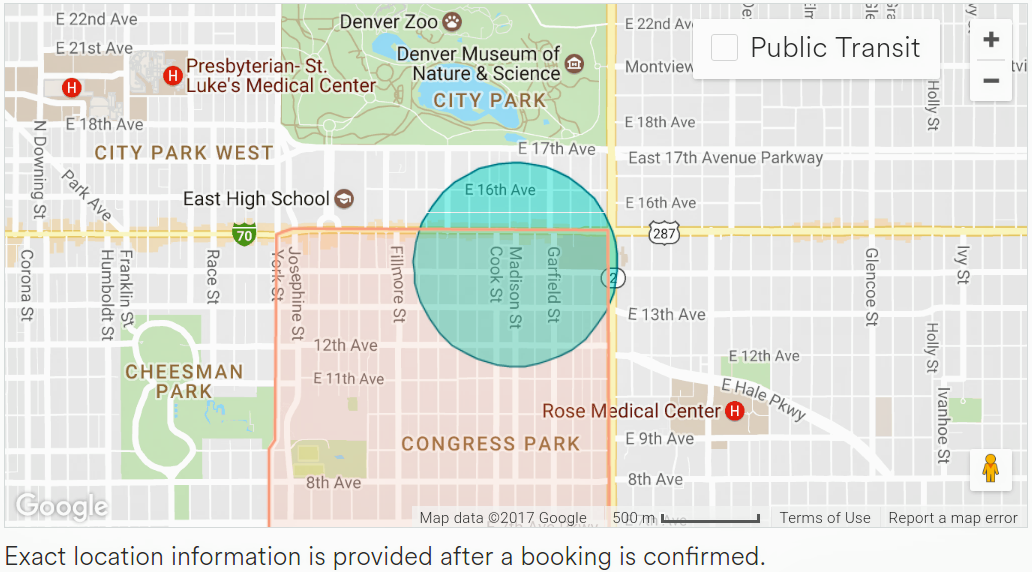 E 22nd Ave
Denver Zoo
E 22nd Av
E 21st Ave
Denver Museum of
Nature & Science
Public Transit
+
Montview
−
H
H
Presbyterian- St.
Luke's Medical Center
CITY PARK
Holly St
E 18th Ave
E 18th Ave
N Downing St
CITY PARK WEST
E 17th Ave
East 17th Avenue Parkway
Park Ave
E 16th Ave
East High School
E 16th Ave
70
287
Corona St
Humboldt St
Franklin St
Race St
York St
Josephine St
Fillmore St
Cook St
Madison St
Garfield St
2
Glencoe St
Ivy St
E 13th Ave
12th Ave
E 12th Ave
Holly St
CHEESMAN
PARK
E 11th Ave
E Hale Pkwy
Ivanhoe St
Rose Medical Center
H
CONGRESS PARK
E 9th Ave
8th Ave
8th Ave
Google
Map data ©2017 Google
500 m
Terms of Use
Report a map error
Exact location information is provided after a booking is confirmed.